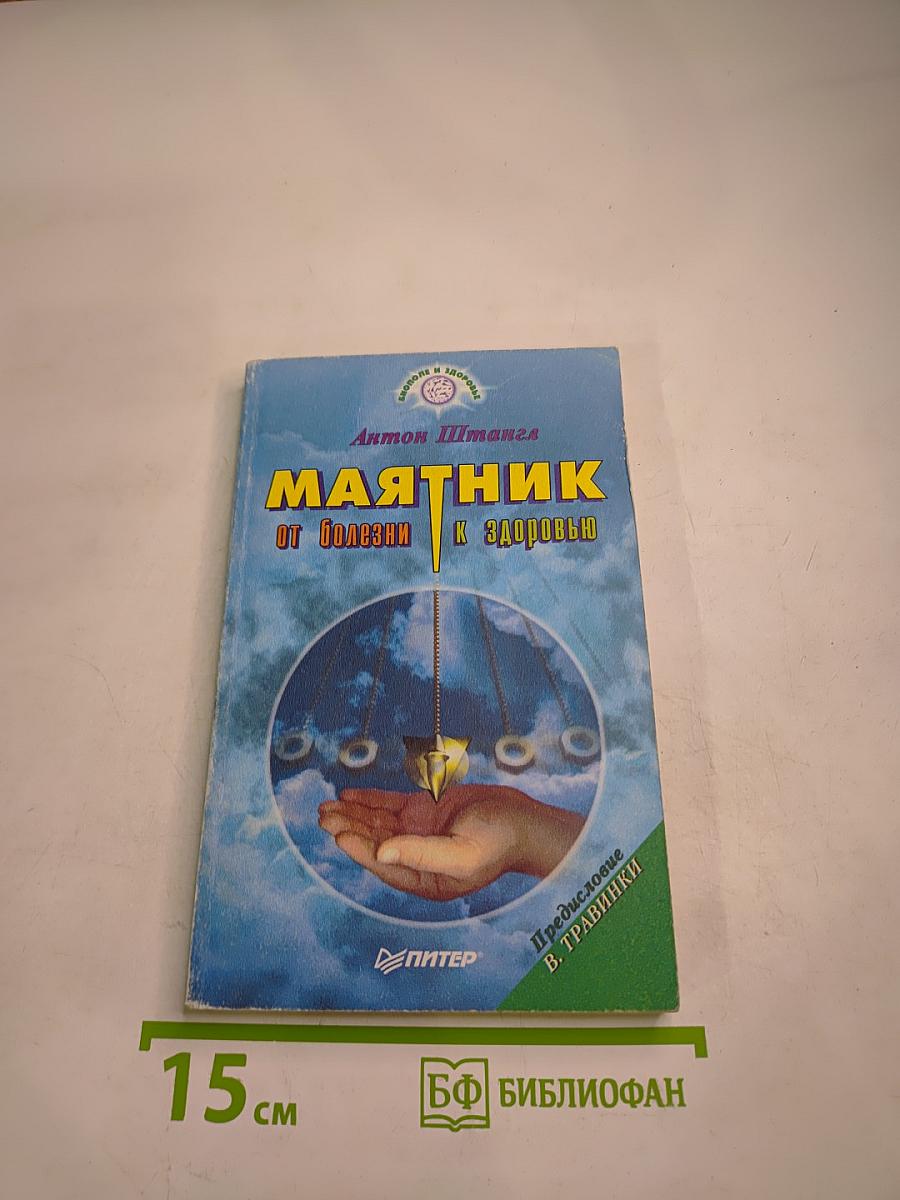 БИОПОЛЕ И ЗДОРОВЬЕ
Антон Штангл
МАЯТНИК
от болезни к здоровью
Предисловие
В. ТРАВИНКИ
ПИТЕР®
15 см
БФ БИБЛИОФАН